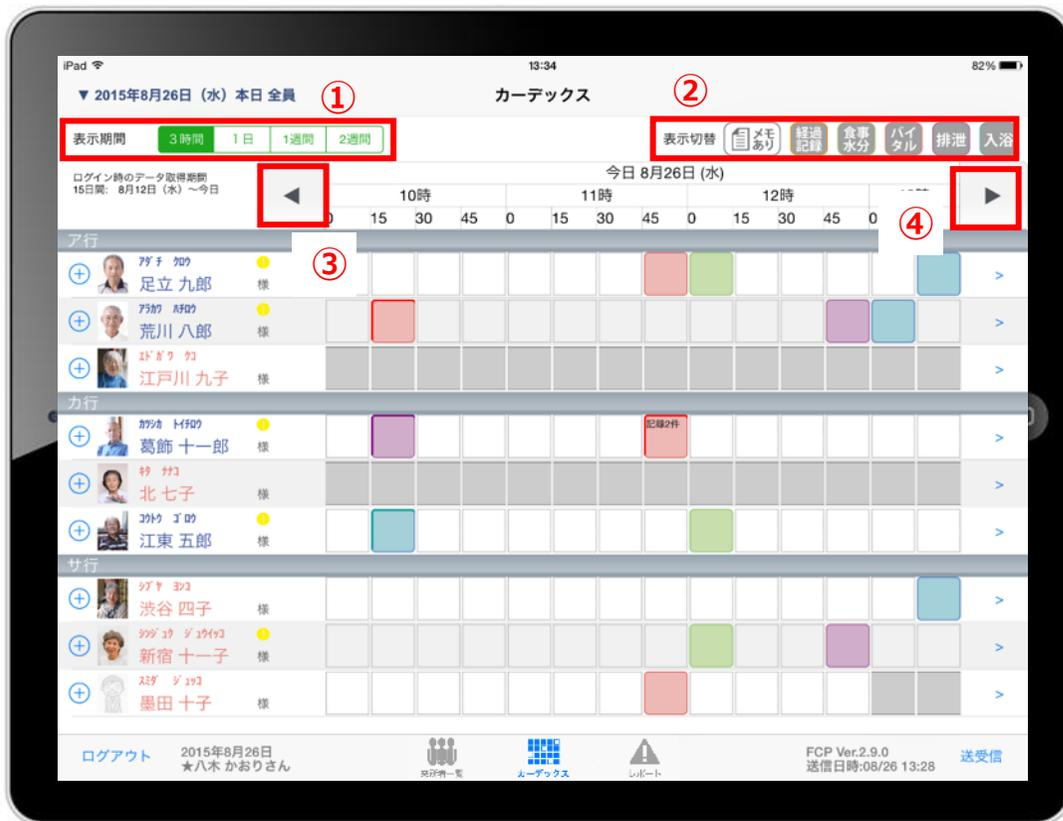 iPad 13:34 82%
▼ 2015年8月26日（水）本日 全員 ① カーデックス ②
表示期間 3時間 1日 1週間 2週間 表示切替 メモあり 経過記録 食事水分 バイタル 排泄 入浴
ログイン時のデータ取得期間
15日間: 8月12日（水）～今日
◀ 今日 8月26日 (水) ▶
10時 11時 12時
0 15 30 45 0 15 30 45 0 15 30 45 0 ④
ア行
③
ｱﾀﾞﾁ ｸﾛｳ
足立 九郎 様 >
ｱﾗｶﾜ ﾊﾁﾛｳ
荒川 八郎 様 >
ｴﾄﾞｶﾞﾜ ｸｺ
江戸川 九子 様 >
カ行
ｶﾂｼｶ ﾄｲﾁﾛｳ
葛飾 十一郎 様 記録2件 >
ｷﾀ ﾅﾅｺ
北 七子 様 >
ｺｳﾄｳ ｺﾞﾛｳ
江東 五郎 様 >
サ行
ｼﾌﾞﾔ ﾖﾝｺ
渋谷 四子 様 >
ｼﾝｼﾞｭｸ ｼﾞｭｳｲｯｺ
新宿 十一子 様 >
ｽﾐﾀﾞ ｼﾞｭｯｺ
墨田 十子 様 >
ログアウト 2015年8月26日
★八木 かおりさん
入所者一覧 カーデックス レポート
FCP Ver.2.9.0
送信日時:08/26 13:28 送受信